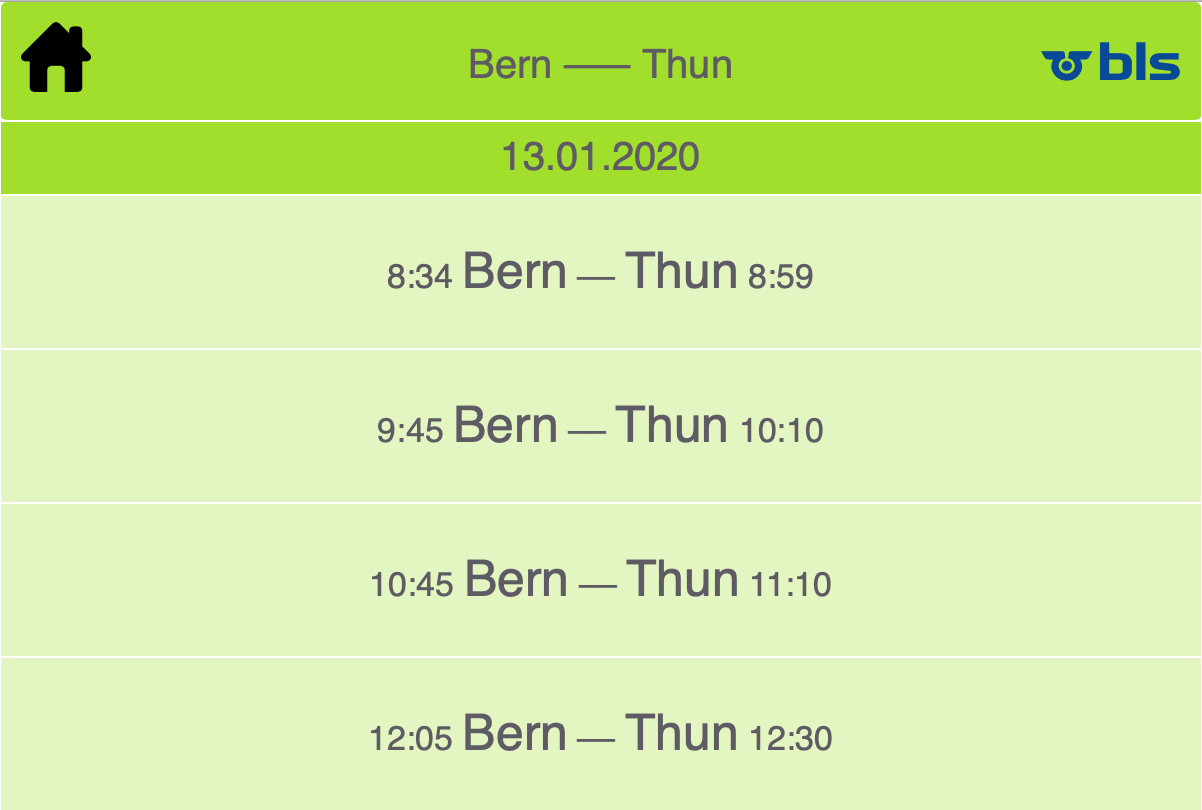 Bern —— Thun bls
13.01.2020
8:34 Bern — Thun 8:59
9:45 Bern — Thun 10:10
10:45 Bern — Thun 11:10
12:05 Bern — Thun 12:30